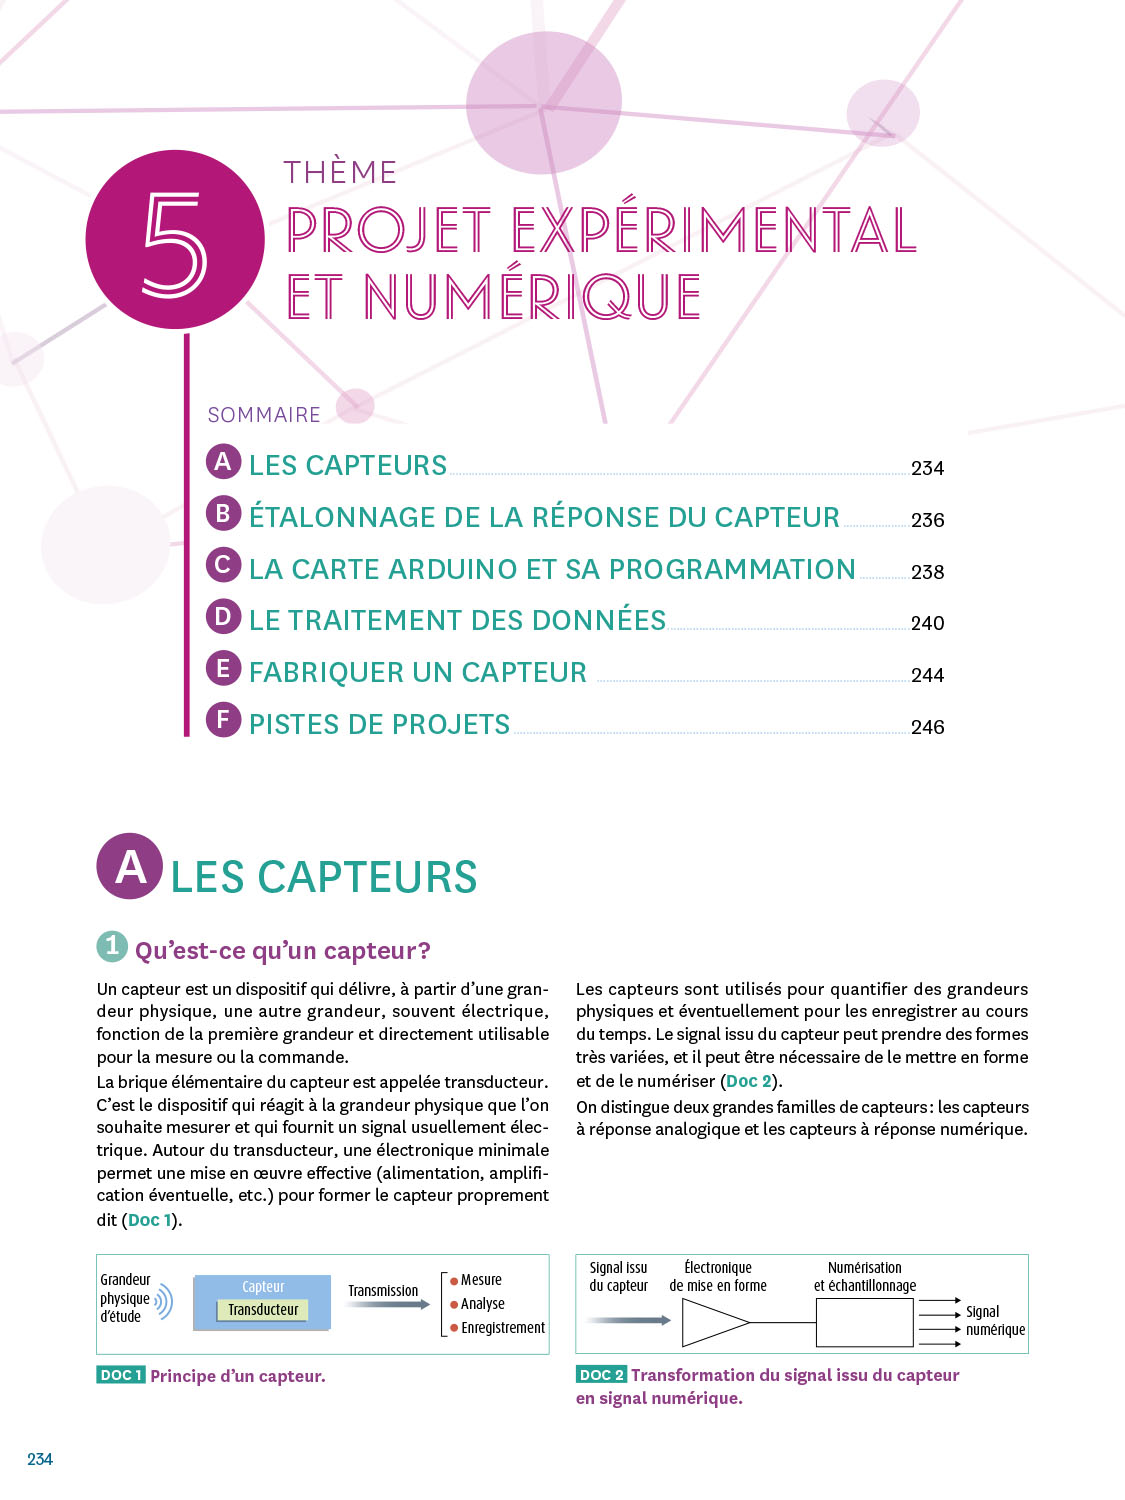 5
THÈME
PROJET EXPÉRIMENTAL
ET NUMÉRIQUE
SOMMAIRE
A LES CAPTEURS 234
B ÉTALONNAGE DE LA RÉPONSE DU CAPTEUR 236
C LA CARTE ARDUINO ET SA PROGRAMMATION 238
D LE TRAITEMENT DES DONNÉES 240
E FABRIQUER UN CAPTEUR 244
F PISTES DE PROJETS 246
A LES CAPTEURS
1 Qu’est-ce qu’un capteur ?
Un capteur est un dispositif qui délivre, à partir d’une gran-
deur physique, une autre grandeur, souvent électrique,
fonction de la première grandeur et directement utilisable
pour la mesure ou la commande.
La brique élémentaire du capteur est appelée transducteur.
C’est le dispositif qui réagit à la grandeur physique que l’on
souhaite mesurer et qui fournit un signal usuellement élec-
trique. Autour du transducteur, une électronique minimale
permet une mise en œuvre effective (alimentation, amplifi-
cation éventuelle, etc.) pour former le capteur proprement
dit (Doc 1).
Les capteurs sont utilisés pour quantifier des grandeurs
physiques et éventuellement pour les enregistrer au cours
du temps. Le signal issu du capteur peut prendre des formes
très variées, et il peut être nécessaire de le mettre en forme
et de le numériser (Doc 2).
On distingue deux grandes familles de capteurs : les capteurs
à réponse analogique et les capteurs à réponse numérique.
Grandeur
physique
d’étude
Capteur
Transducteur
Transmission
Mesure
Analyse
Enregistrement
DOC 1 Principe d’un capteur.
Signal issu
du capteur
Électronique
de mise en forme
Numérisation
et échantillonnage
Signal
numérique
DOC 2 Transformation du signal issu du capteur
en signal numérique.
234